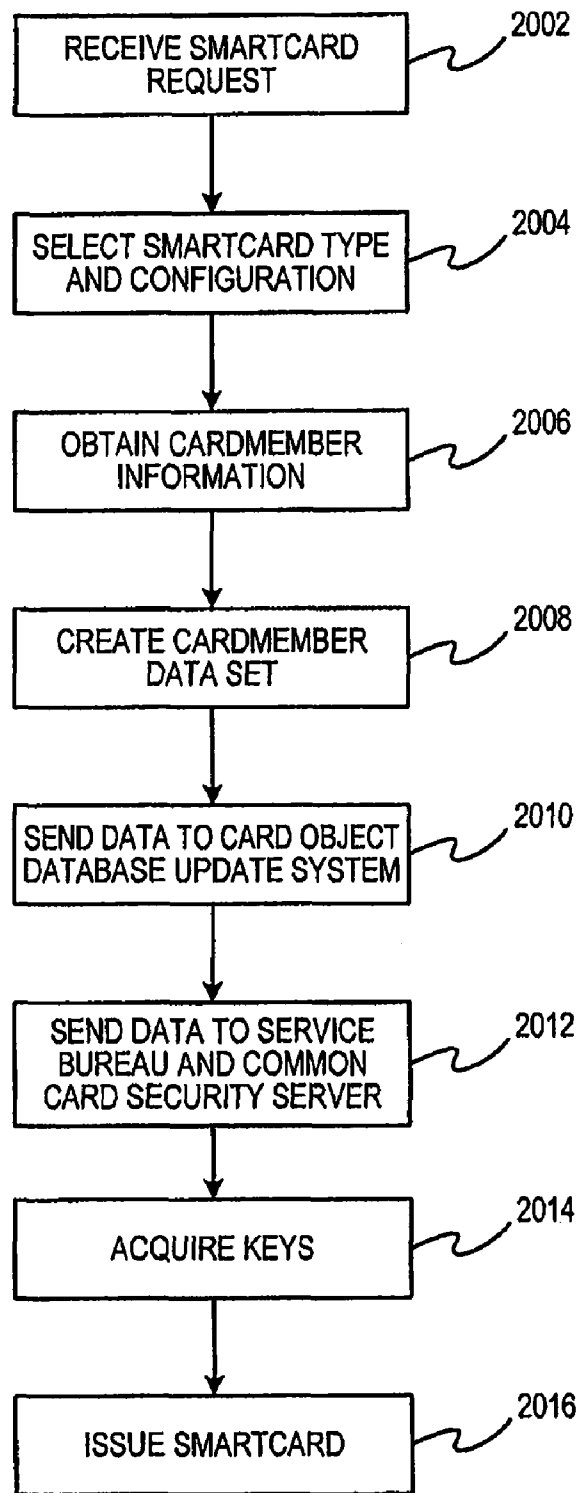 2002
RECEIVE SMARTCARD
REQUEST
2004
SELECT SMARTCARD TYPE
AND CONFIGURATION
2006
OBTAIN CARDMEMBER
INFORMATION
2008
CREATE CARDMEMBER
DATA SET
2010
SEND DATA TO CARD OBJECT
DATABASE UPDATE SYSTEM
2012
SEND DATA TO SERVICE
BUREAU AND COMMON
CARD SECURITY SERVER
2014
ACQUIRE KEYS
2016
ISSUE SMARTCARD